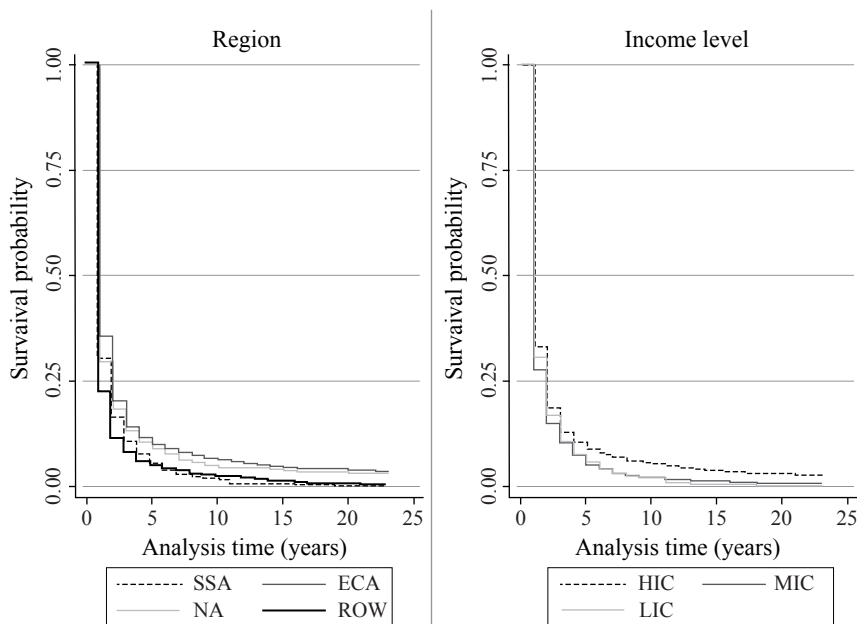 Region
Survaival probability
1.00
0.75
0.50
0.25
0.00
0 5 10 15 20 25
Analysis time (years)
SSA ECA
NA ROW
Income level
Survaival probability
1.00
0.75
0.50
0.25
0.00
0 5 10 15 20 25
Analysis time (years)
HIC MIC
LIC